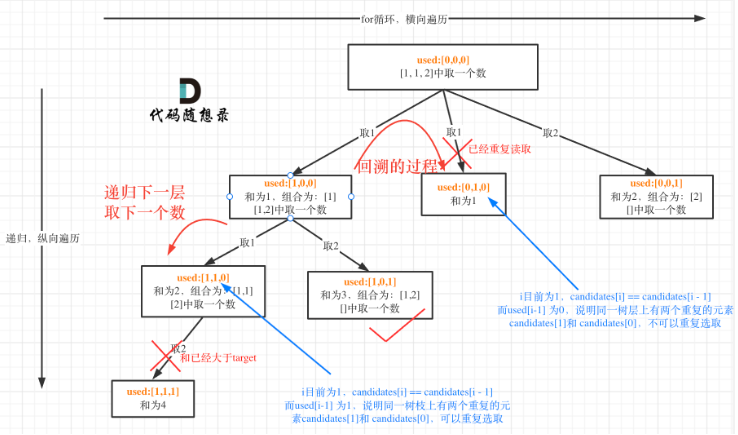 for循环，横向遍历
used:[0,0,0]
[1, 1, 2]中取一个数
代码随想录
取1
取1
取2
已经重复读取
回溯的过程
递归下一层
取下一个数
used:[1,0,0]
和为1，组合为：[1]
[1,2]中取一个数
used:[0,1,0]
和为1
used:[0,0,1]
和为2，组合为：[2]
[]中取一个数
递归，纵向遍历
取1
取2
used:[1,1,0]
和为2，组合为：[1,1]
[2]中取一个数
used:[1,0,1]
和为3，组合为：[1,2]
[]中取一个数
i目前为1，candidates[i] == candidates[i - 1]
而used[i-1] 为0，说明同一树层上有两个重复的元素
candidates[1]和 candidates[0]，不可以重复选取
取2
和已经大于target
used:[1,1,1]
和为4
i目前为1，candidates[i] == candidates[i - 1]
而used[i-1] 为1，说明同一树枝上有两个重复的元
素candidates[1]和 candidates[0]，可以重复选取